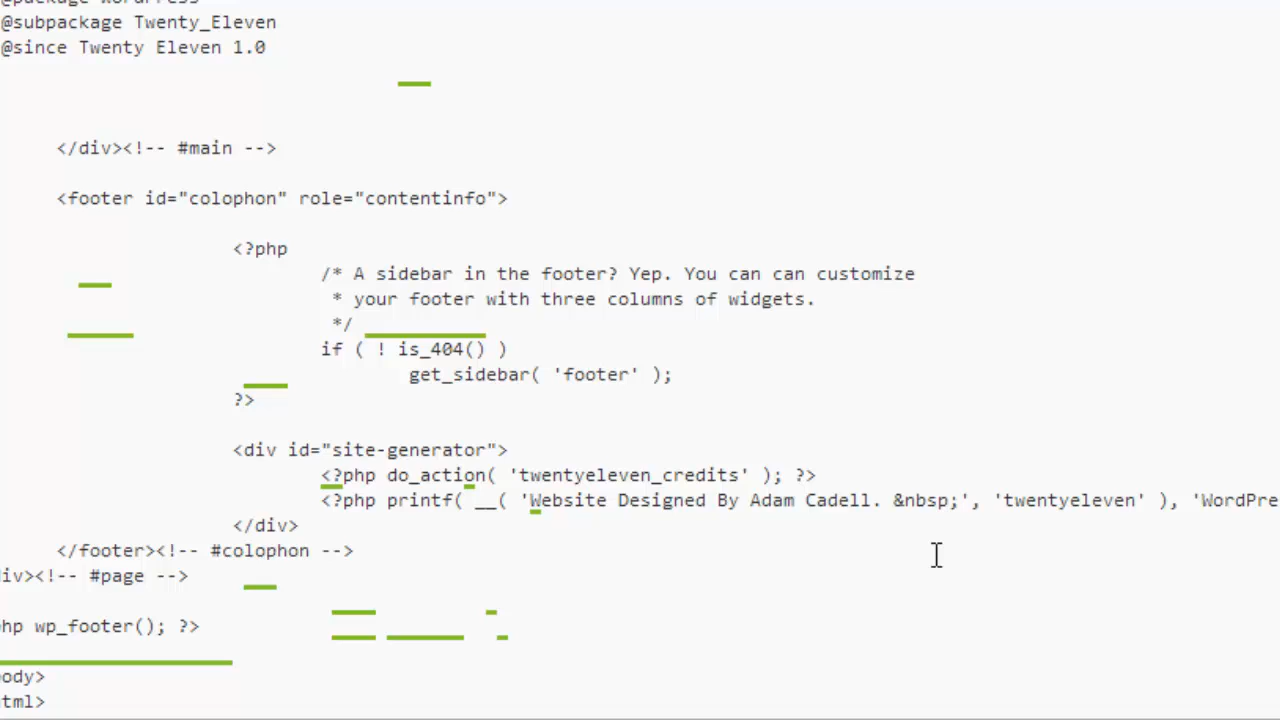 @package WordPress
@subpackage Twenty_Eleven
@since Twenty Eleven 1.0
</div><!-- #main -->
<footer id="colophon" role="contentinfo">
<?php
/* A sidebar in the footer? Yep. You can can customize
* your footer with three columns of widgets.
*/
if ( ! is_404() )
get_sidebar( 'footer' );
?>
<div id="site-generator">
<?php do_action( 'twentyeleven_credits' ); ?>
<?php printf( __( 'Website Designed By Adam Cadell. &nbsp;', 'twentyeleven' ), 'WordPre
</div>
</footer><!-- #colophon -->
iv><!-- #page -->
hp wp_footer(); ?>
ody>
tml>